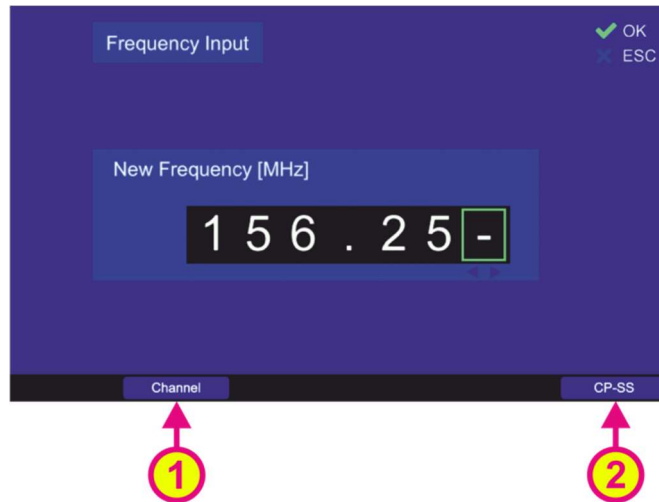 Frequency Input
OK
ESC
New Frequency [MHz]
156.25-
Channel
CP-SS
1
2